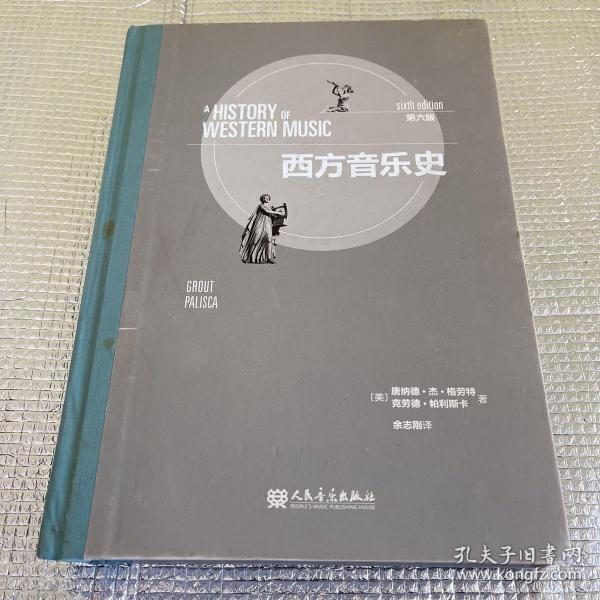 A HISTORY OF
WESTERN MUSIC
sixth edition
第六版
西方音乐史
GROUT
PALISCA
[美] 唐纳德·杰·格劳特
克劳德·帕利斯卡 著
余志刚译
人民音乐出版社
PEOPLE'S MUSIC PUBLISHING HOUSE
孔夫子旧书网
www.kongfz.com